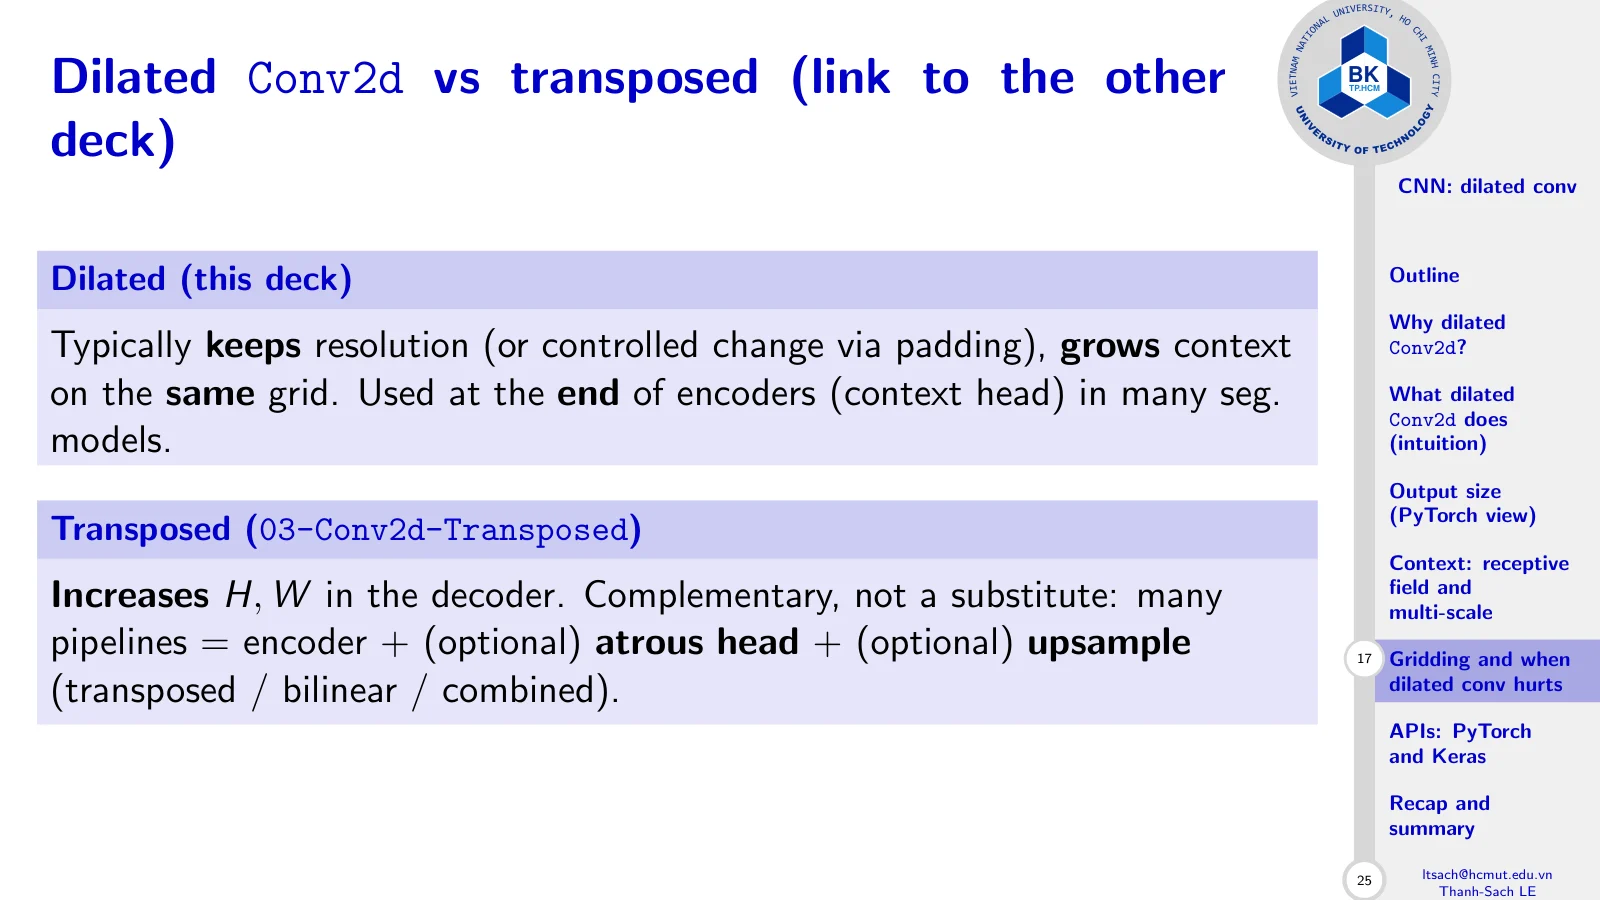 Dilated Conv2d vs transposed (link to the other
deck)
Dilated (this deck)
Typically keeps resolution (or controlled change via padding), grows context
on the same grid. Used at the end of encoders (context head) in many seg.
models.
Transposed (03-Conv2d-Transposed)
Increases H, W in the decoder. Complementary, not a substitute: many
pipelines = encoder + (optional) atrous head + (optional) upsample
(transposed / bilinear / combined).
VIETNAM NATIONAL UNIVERSITY, HO CHI MINH CITY
BK
TP.HCM
UNIVERSITY OF TECHNOLOGY
CNN: dilated conv
Outline
Why dilated
Conv2d?
What dilated
Conv2d does
(intuition)
Output size
(PyTorch view)
Context: receptive
field and
multi-scale
17
Gridding and when
dilated conv hurts
APIs: PyTorch
and Keras
Recap and
summary
25
ltsach@hcmut.edu.vn
Thanh-Sach LE